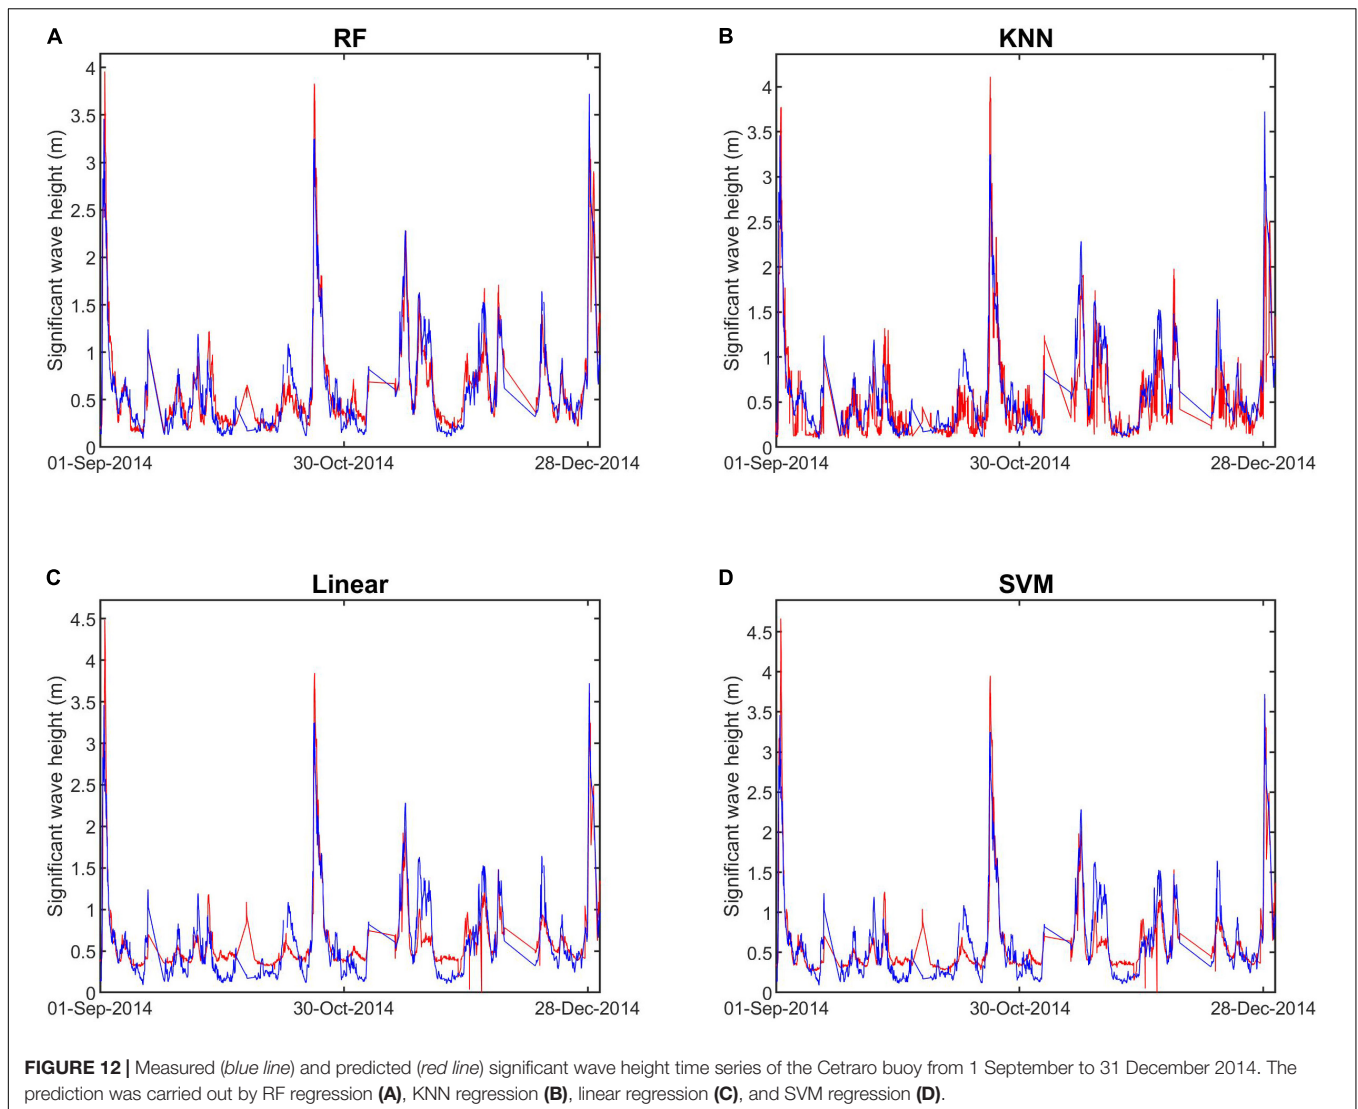 A
RF
Significant wave height (m)
4
3.5
3
2.5
2
1.5
1
0.5
0
01-Sep-2014 30-Oct-2014 28-Dec-2014
B
KNN
Significant wave height (m)
4
3.5
3
2.5
2
1.5
1
0.5
0
01-Sep-2014 30-Oct-2014 28-Dec-2014
C
Linear
Significant wave height (m)
4.5
4
3.5
3
2.5
2
1.5
1
0.5
0
01-Sep-2014 30-Oct-2014 28-Dec-2014
D
SVM
Significant wave height (m)
4.5
4
3.5
3
2.5
2
1.5
1
0.5
0
01-Sep-2014 30-Oct-2014 28-Dec-2014
FIGURE 12 | Measured (blue line) and predicted (red line) significant wave height time series of the Cetraro buoy from 1 September to 31 December 2014. The
prediction was carried out by RF regression (A), KNN regression (B), linear regression (C), and SVM regression (D).